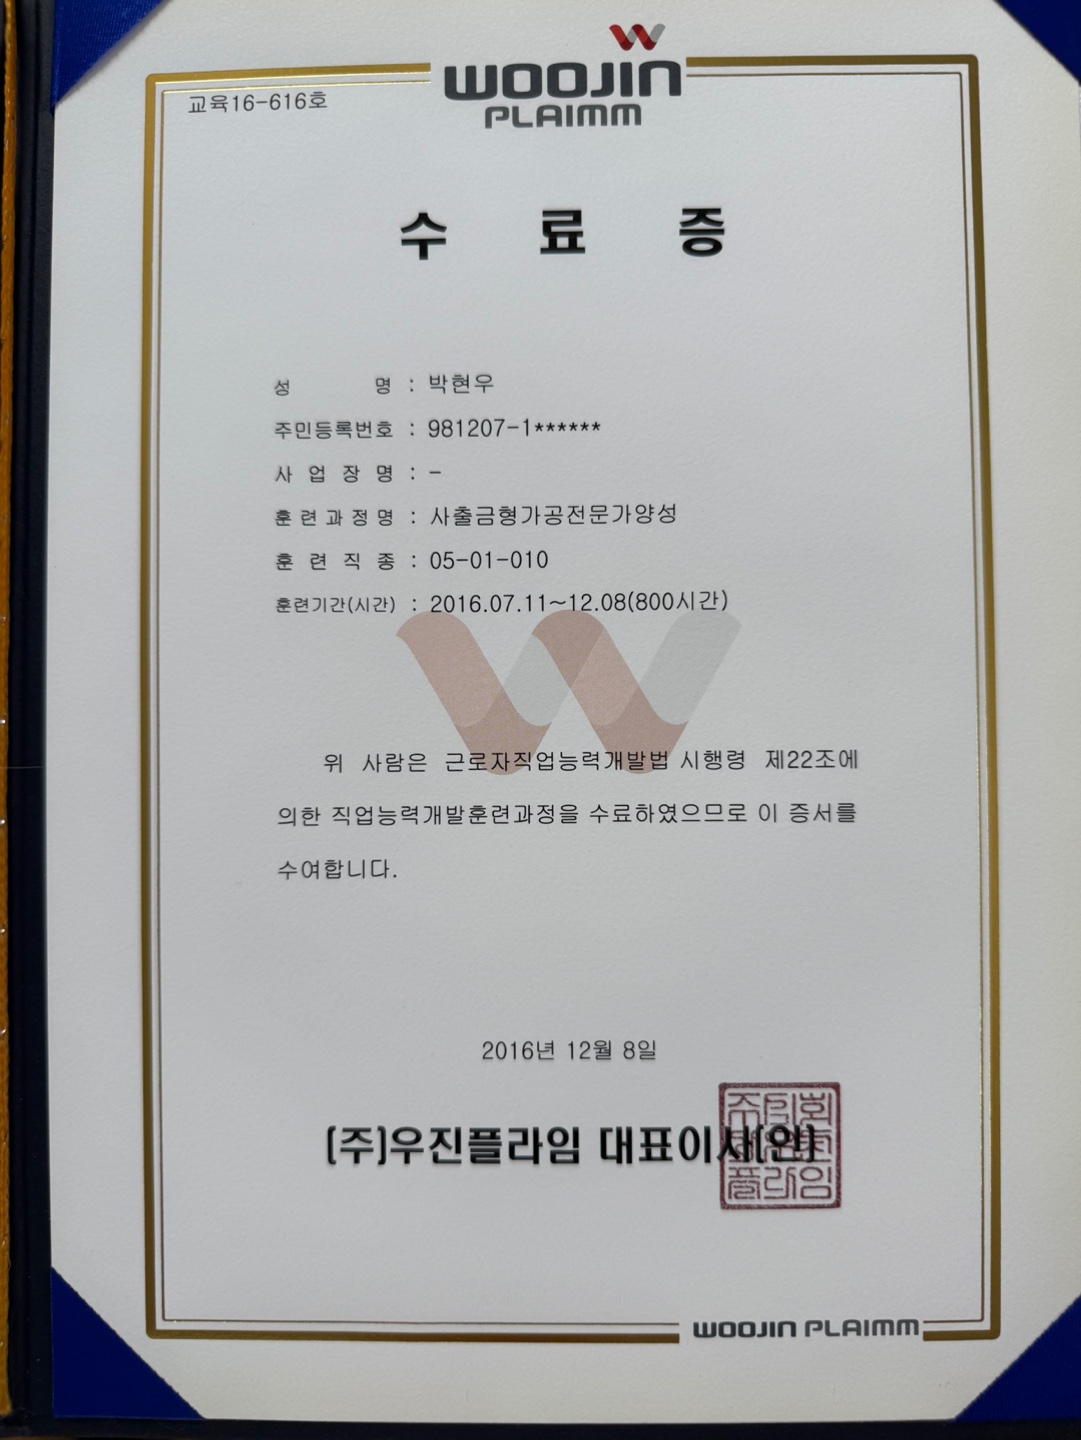 WOOJIN
PLAIMM
교육16-616호
수 료 증
성 명 : 박현우
주민등록번호 : 981207-1******
사 업 장 명 : -
훈 련 과 정 명 : 사출금형가공전문가양성
훈 련 직 종 : 05-01-010
훈련기간(시간) : 2016.07.11~12.08(800시간)
위 사람은 근로자직업능력개발법 시행령 제22조에
의한 직업능력개발훈련과정을 수료하였으므로 이 증서를
수여합니다.
2016년 12월 8일
(주)우진플라임 대표이사(인)
주식회
플라임
WOOJIN PLAIMM